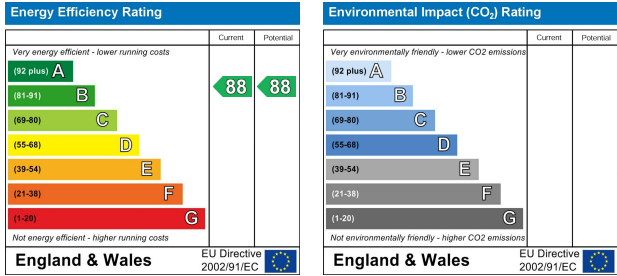 Energy Efficiency Rating
Current Potential
Very energy efficient - lower running costs
(92 plus) A
(81-91) B
88 88
(69-80) C
(55-68) D
(39-54) E
(21-38) F
(1-20) G
Not energy efficient - higher running costs
England & Wales
EU Directive
2002/91/EC
Environmental Impact (CO2) Rating
Current Potential
Very environmentally friendly - lower CO2 emissions
(92 plus) A
(81-91) B
(69-80) C
(55-68) D
(39-54) E
(21-38) F
(1-20) G
Not environmentally friendly - higher CO2 emissions
England & Wales
EU Directive
2002/91/EC